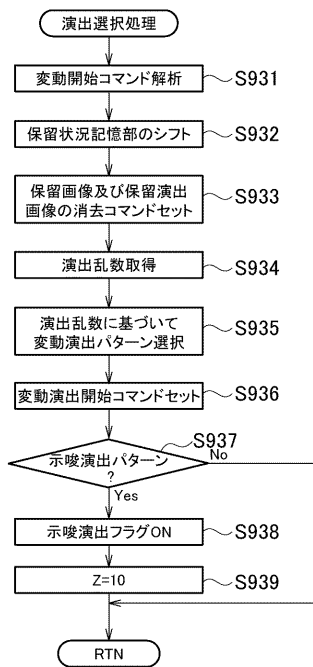 演出選択処理
変動開始コマンド解析
S931
保留状況記憶部のシフト
S932
保留画像及び保留演出
画像の消去コマンドセット
S933
演出乱数取得
S934
演出乱数に基づいて
変動演出パターン選択
S935
変動演出開始コマンドセット
S936
S937
示唆演出パターン
?
No
Yes
示唆演出フラグON
S938
Z=10
S939
RTN